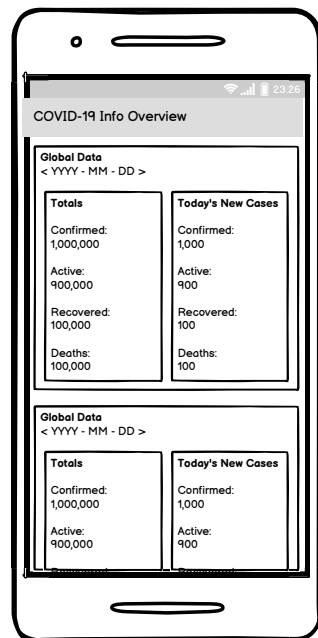 23:26
COVID-19 Info Overview
Global Data
< YYYY - MM - DD >
Totals
Confirmed:
1,000,000
Active:
900,000
Recovered:
100,000
Deaths:
100,000
Today's New Cases
Confirmed:
1,000
Active:
900
Recovered:
100
Deaths:
100
Global Data
< YYYY - MM - DD >
Totals
Confirmed:
1,000,000
Active:
900,000
Today's New Cases
Confirmed:
1,000
Active:
900